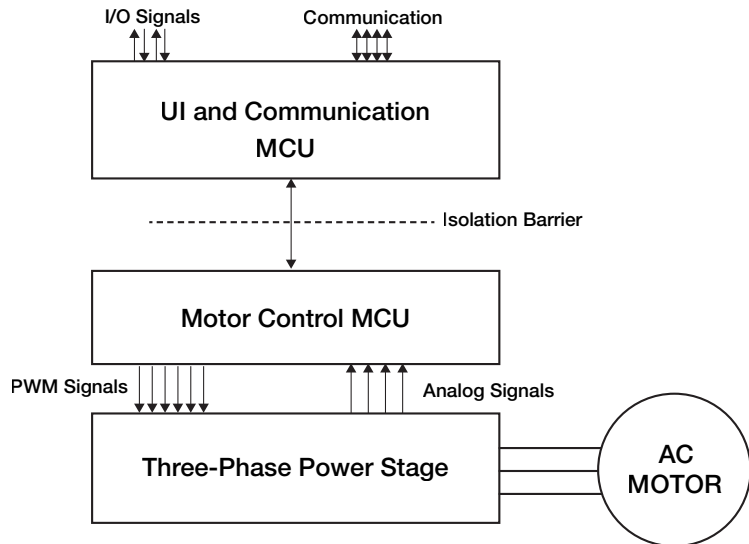 I/O Signals
Communication
UI and Communication
MCU
Isolation Barrier
Motor Control MCU
PWM Signals
Analog Signals
Three-Phase Power Stage
AC
MOTOR